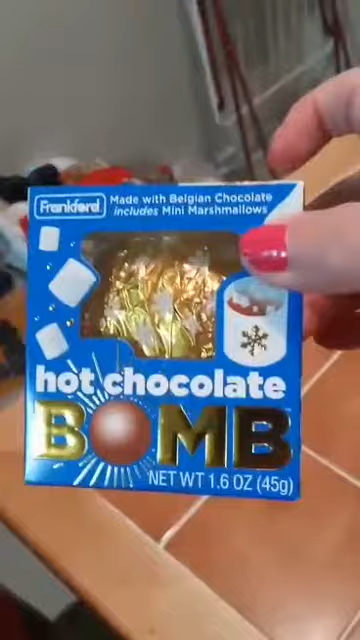 Frankford
Made with Belgian Chocolate
includes Mini Marshmallows
hot chocolate
BOMB
NET WT 1.6 OZ (45g)